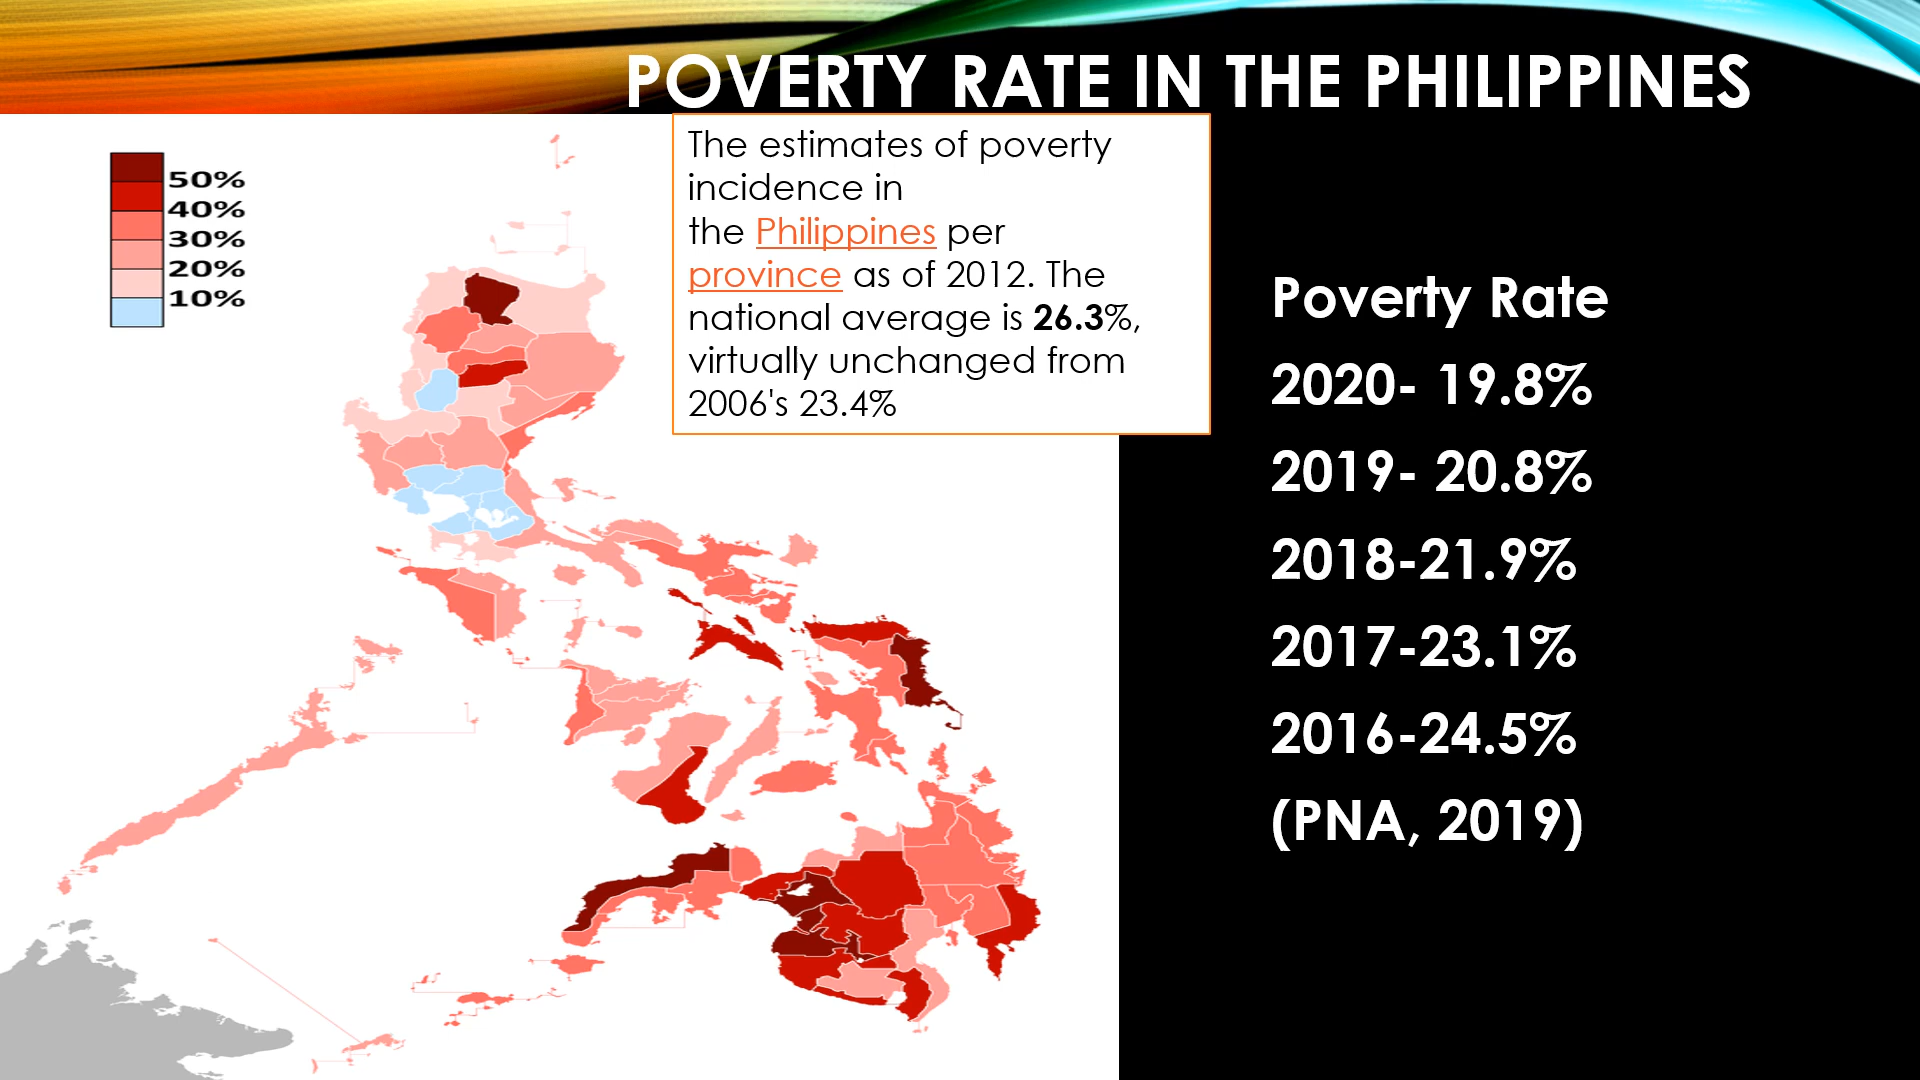 POVERTY RATE IN THE PHILIPPINES
50%
40%
30%
20%
10%
The estimates of poverty
incidence in
the Philippines per
province as of 2012. The
national average is 26.3%,
virtually unchanged from
2006's 23.4%
Poverty Rate
2020- 19.8%
2019- 20.8%
2018-21.9%
2017-23.1%
2016-24.5%
(PNA, 2019)